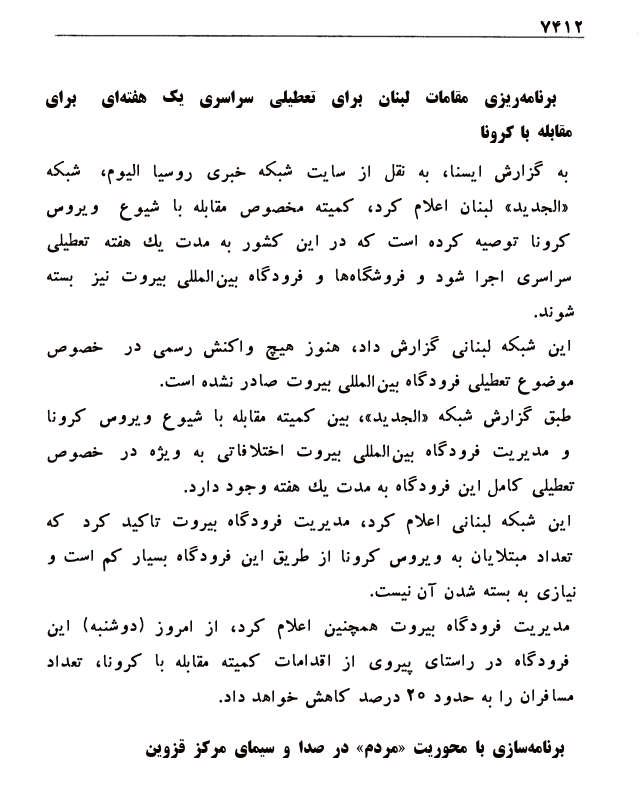 ۷۴۱۲
برنامه‌ریزی مقامات لبنان برای تعطیلی سراسری یک هفته‌ای برای
مقابله با کرونا
به گزارش ایسنا، به نقل از سایت شبکه خبری روسیا الیوم، شبکه
«الجدید» لبنان اعلام کرد، کمیته مخصوص مقابله با شیوع ویروس
کرونا توصیه کرده است که در این کشور به مدت یك هفته تعطیلی
سراسری اجرا شود و فروشگاه‌ها و فرودگاه بین‌المللی بیروت نیز بسته
شوند.
این شبکه لبنانی گزارش داد، هنوز هیچ واکنش رسمی در خصوص
موضوع تعطیلی فرودگاه بین‌المللی بیروت صادر نشده است.
طبق گزارش شبکه «الجدید»، بین کمیته مقابله با شیوع ویروس کرونا
و مدیریت فرودگاه بین‌المللی بیروت اختلافاتی به ویژه در خصوص
تعطیلی کامل این فرودگاه به مدت یك هفته وجود دارد.
این شبکه لبنانی اعلام کرد، مدیریت فرودگاه بیروت تاکید کرد که
تعداد مبتلایان به ویروس کرونا از طریق این فرودگاه بسیار کم است و
نیازی به بسته شدن آن نیست.
مدیریت فرودگاه بیروت همچنین اعلام کرد، از امروز (دوشنبه) این
فرودگاه در راستای پیروی از اقدامات کمیته مقابله با کرونا، تعداد
مسافران را به حدود ۲۵ درصد کاهش خواهد داد.
برنامه‌سازی با محوریت «مردم» در صدا و سیمای مرکز قزوین